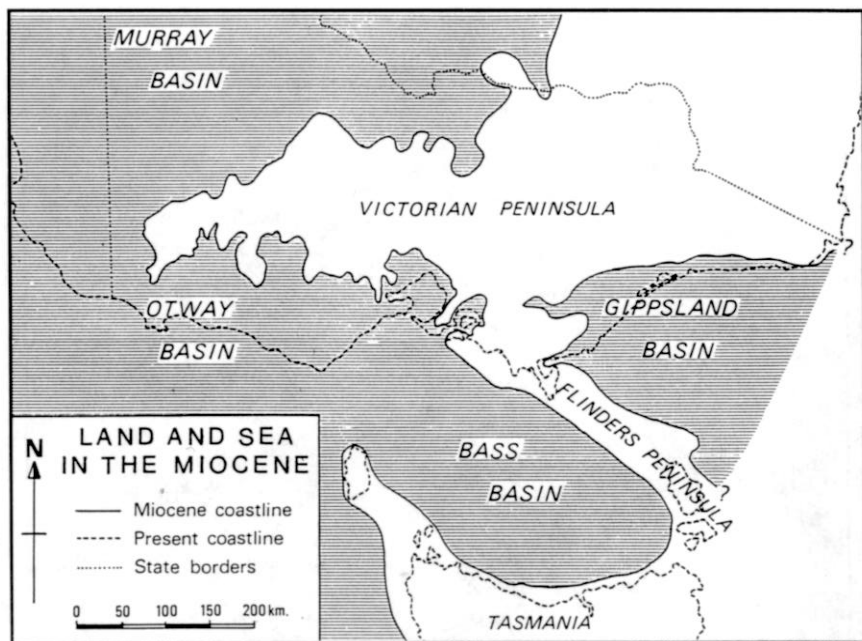 MURRAY
BASIN
VICTORIAN PENINSULA
OTWAY
BASIN
GIPPSLAND
BASIN
FLINDERS PENINSULA
?
BASS
BASIN
TASMANIA
N
LAND AND SEA
IN THE MIOCENE
Miocene coastline
Present coastline
State borders
0 50 100 150 200 km.